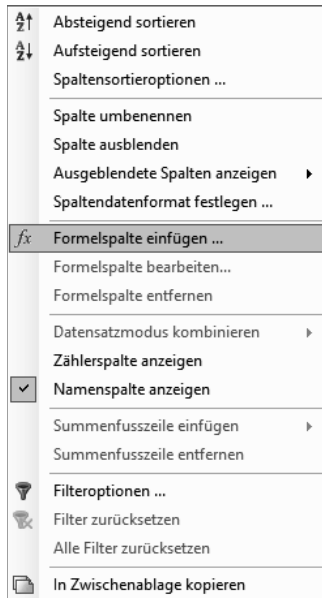 Absteigend sortieren
Aufsteigend sortieren
Spaltensortieroptionen ...
Spalte umbenennen
Spalte ausblenden
Ausgeblendete Spalten anzeigen
Spaltendatenformat festlegen ...
fx Formelspalte einfügen ...
Formelspalte bearbeiten...
Formelspalte entfernen
Datensatzmodus kombinieren
Zählerspalte anzeigen
Namenspalte anzeigen
Summenfusszeile einfügen
Summenfusszeile entfernen
Filteroptionen ...
Filter zurücksetzen
Alle Filter zurücksetzen
In Zwischenablage kopieren